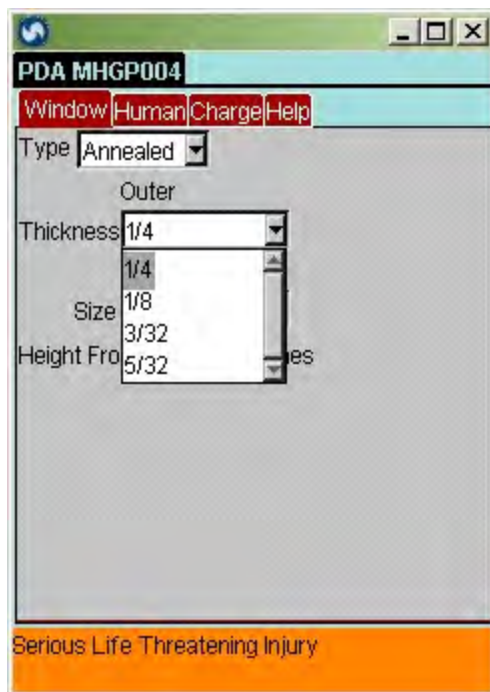 PDA MHGP004
Window Human Charge Help
Type Annealed
Outer
Thickness 1/4
1/4
Size 1/8
3/32
Height Fro 5/32 es
Serious Life Threatening Injury